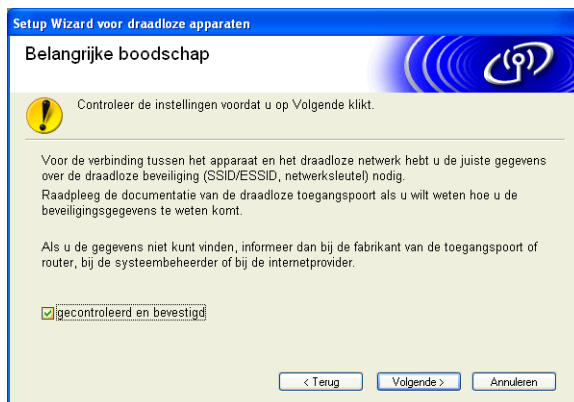 Setup Wizard voor draadloze apparaten
Belangrijke boodschap
Controleer de instellingen voordat u op Volgende klikt.
Voor de verbinding tussen het apparaat en het draadloze netwerk hebt u de juiste gegevens
over de draadloze beveiliging (SSID/ESSID, netwerksleutel) nodig.
Raadpleeg de documentatie van de draadloze toegangspoort als u wilt weten hoe u de
beveiligingsgegevens te weten komt.
Als u de gegevens niet kunt vinden, informeer dan bij de fabrikant van de toegangspoort of
router, bij de systeembeheerder of bij de internetprovider.
gecontroleerd en bevestigd
< Terug
Volgende >
Annuleren